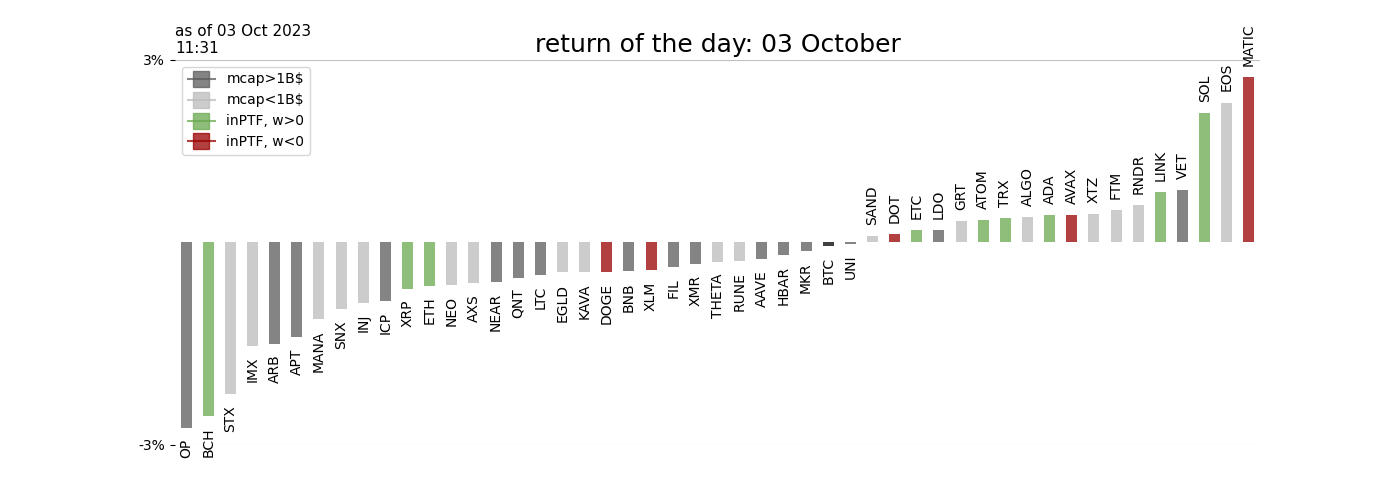 as of 03 Oct 2023
11:31
return of the day: 03 October
3%
-3%
mcap>1B$
mcap<1B$
inPTF, w>0
inPTF, w<0
OP
BCH
STX
IMX
ARB
APT
MANA
SNX
INJ
ICP
XRP
ETH
NEO
AXS
NEAR
QNT
LTC
EGLD
KAVA
DOGE
BNB
XLM
FIL
XMR
THETA
RUNE
AAVE
HBAR
MKR
BTC
UNI
SAND
DOT
ETC
LDO
GRT
ATOM
TRX
ALGO
ADA
AVAX
XTZ
FTM
RNDR
LINK
VET
SOL
EOS
MATIC